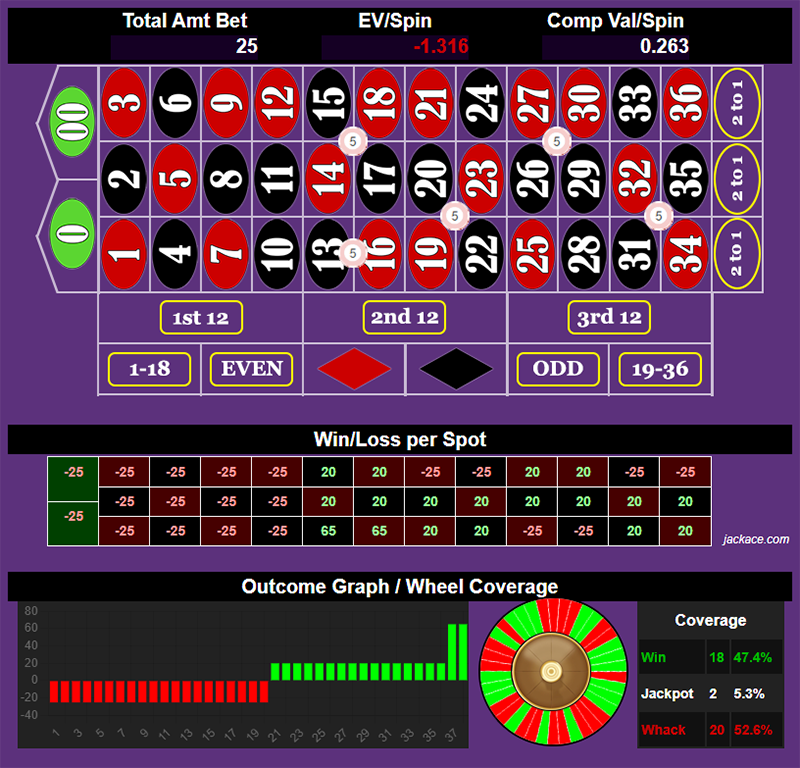 Total Amt Bet EV/Spin Comp Val/Spin
25 -1.316 0.263
00 3 6 9 12 15 18 21 24 27 30 33 36 2 to 1
5 5
2 5 8 11 14 17 20 23 26 29 32 35 2 to 1
5 5
0 1 4 7 10 13 5 16 19 22 25 28 31 34 2 to 1
1st 12 2nd 12 3rd 12
1-18 EVEN ODD 19-36
Win/Loss per Spot
-25 -25 -25 -25 -25 20 20 -25 -25 20 20 -25 -25
-25 -25 -25 -25 20 20 20 20 20 20 20 20
-25 -25 -25 -25 -25 65 65 20 20 -25 -25 20 20
jackace.com
Outcome Graph / Wheel Coverage
80
60
40
20
0
-20
-40
1 3 5 7 9 11 13 15 17 19 21 23 25 27 29 31 33 35 37
Coverage
Win 18 47.4%
Jackpot 2 5.3%
Whack 20 52.6%